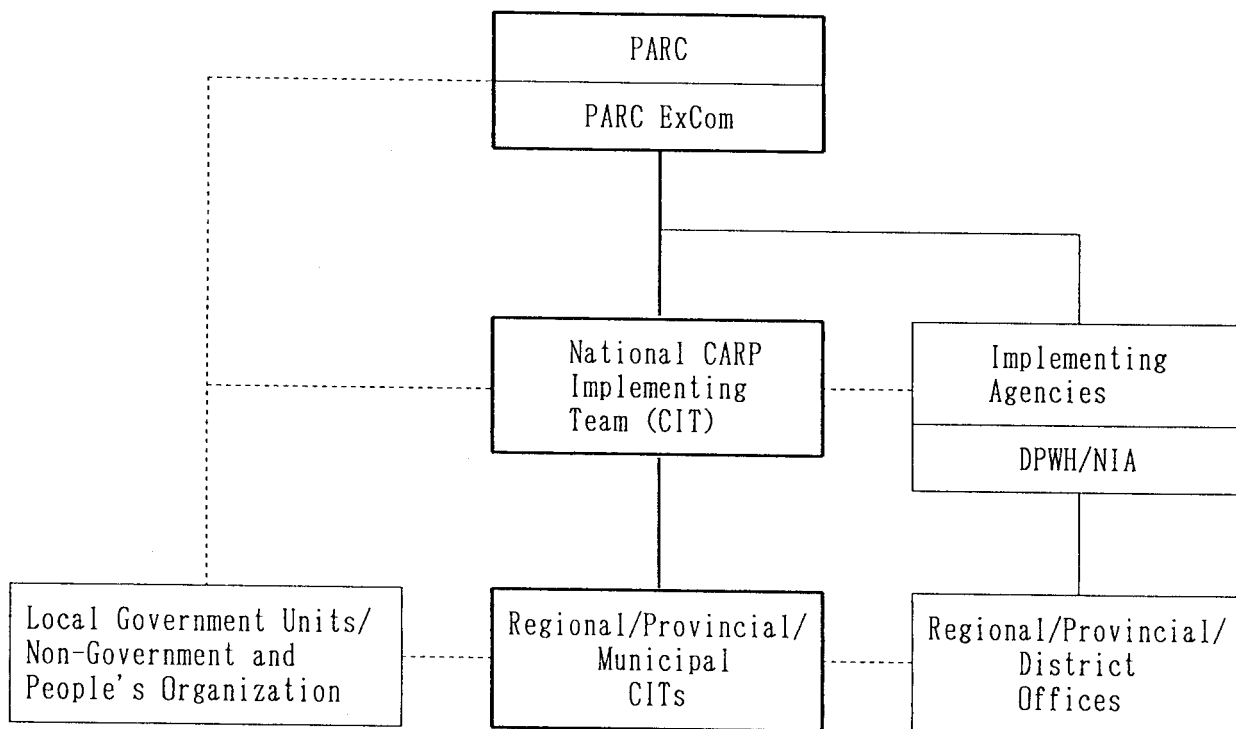 PARC
PARC ExCom
National CARP
Implementing
Team (CIT)
Implementing
Agencies
DPWH/NIA
Local Government Units/
Non-Government and
People's Organization
Regional/Provincial/
Municipal
CITs
Regional/Provincial/
District
Offices